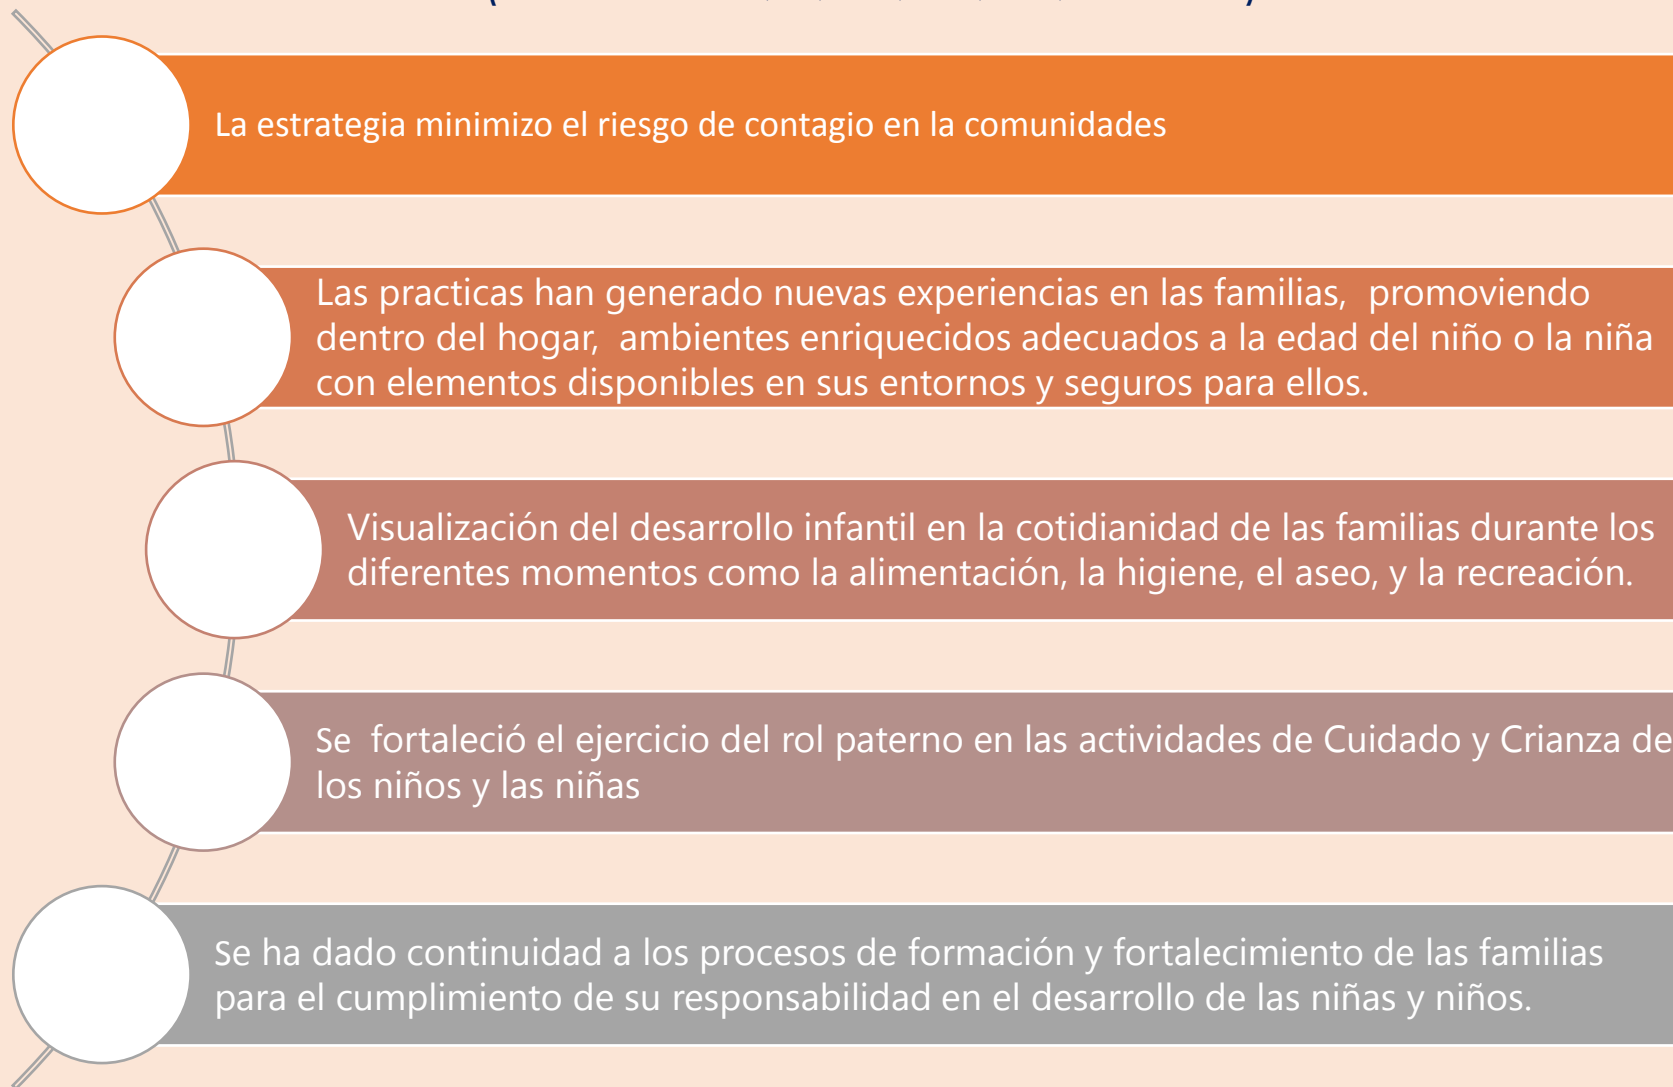 La estrategia minimizo el riesgo de contagio en la comunidades
Las practicas han generado nuevas experiencias en las familias, promoviendo
dentro del hogar, ambientes enriquecidos adecuados a la edad del niño o la niña
con elementos disponibles en sus entornos y seguros para ellos.
Visualización del desarrollo infantil en la cotidianidad de las familias durante los
diferentes momentos como la alimentación, la higiene, el aseo, y la recreación.
Se fortaleció el ejercicio del rol paterno en las actividades de Cuidado y Crianza de
los niños y las niñas
Se ha dado continuidad a los procesos de formación y fortalecimiento de las familias
para el cumplimiento de su responsabilidad en el desarrollo de las niñas y niños.